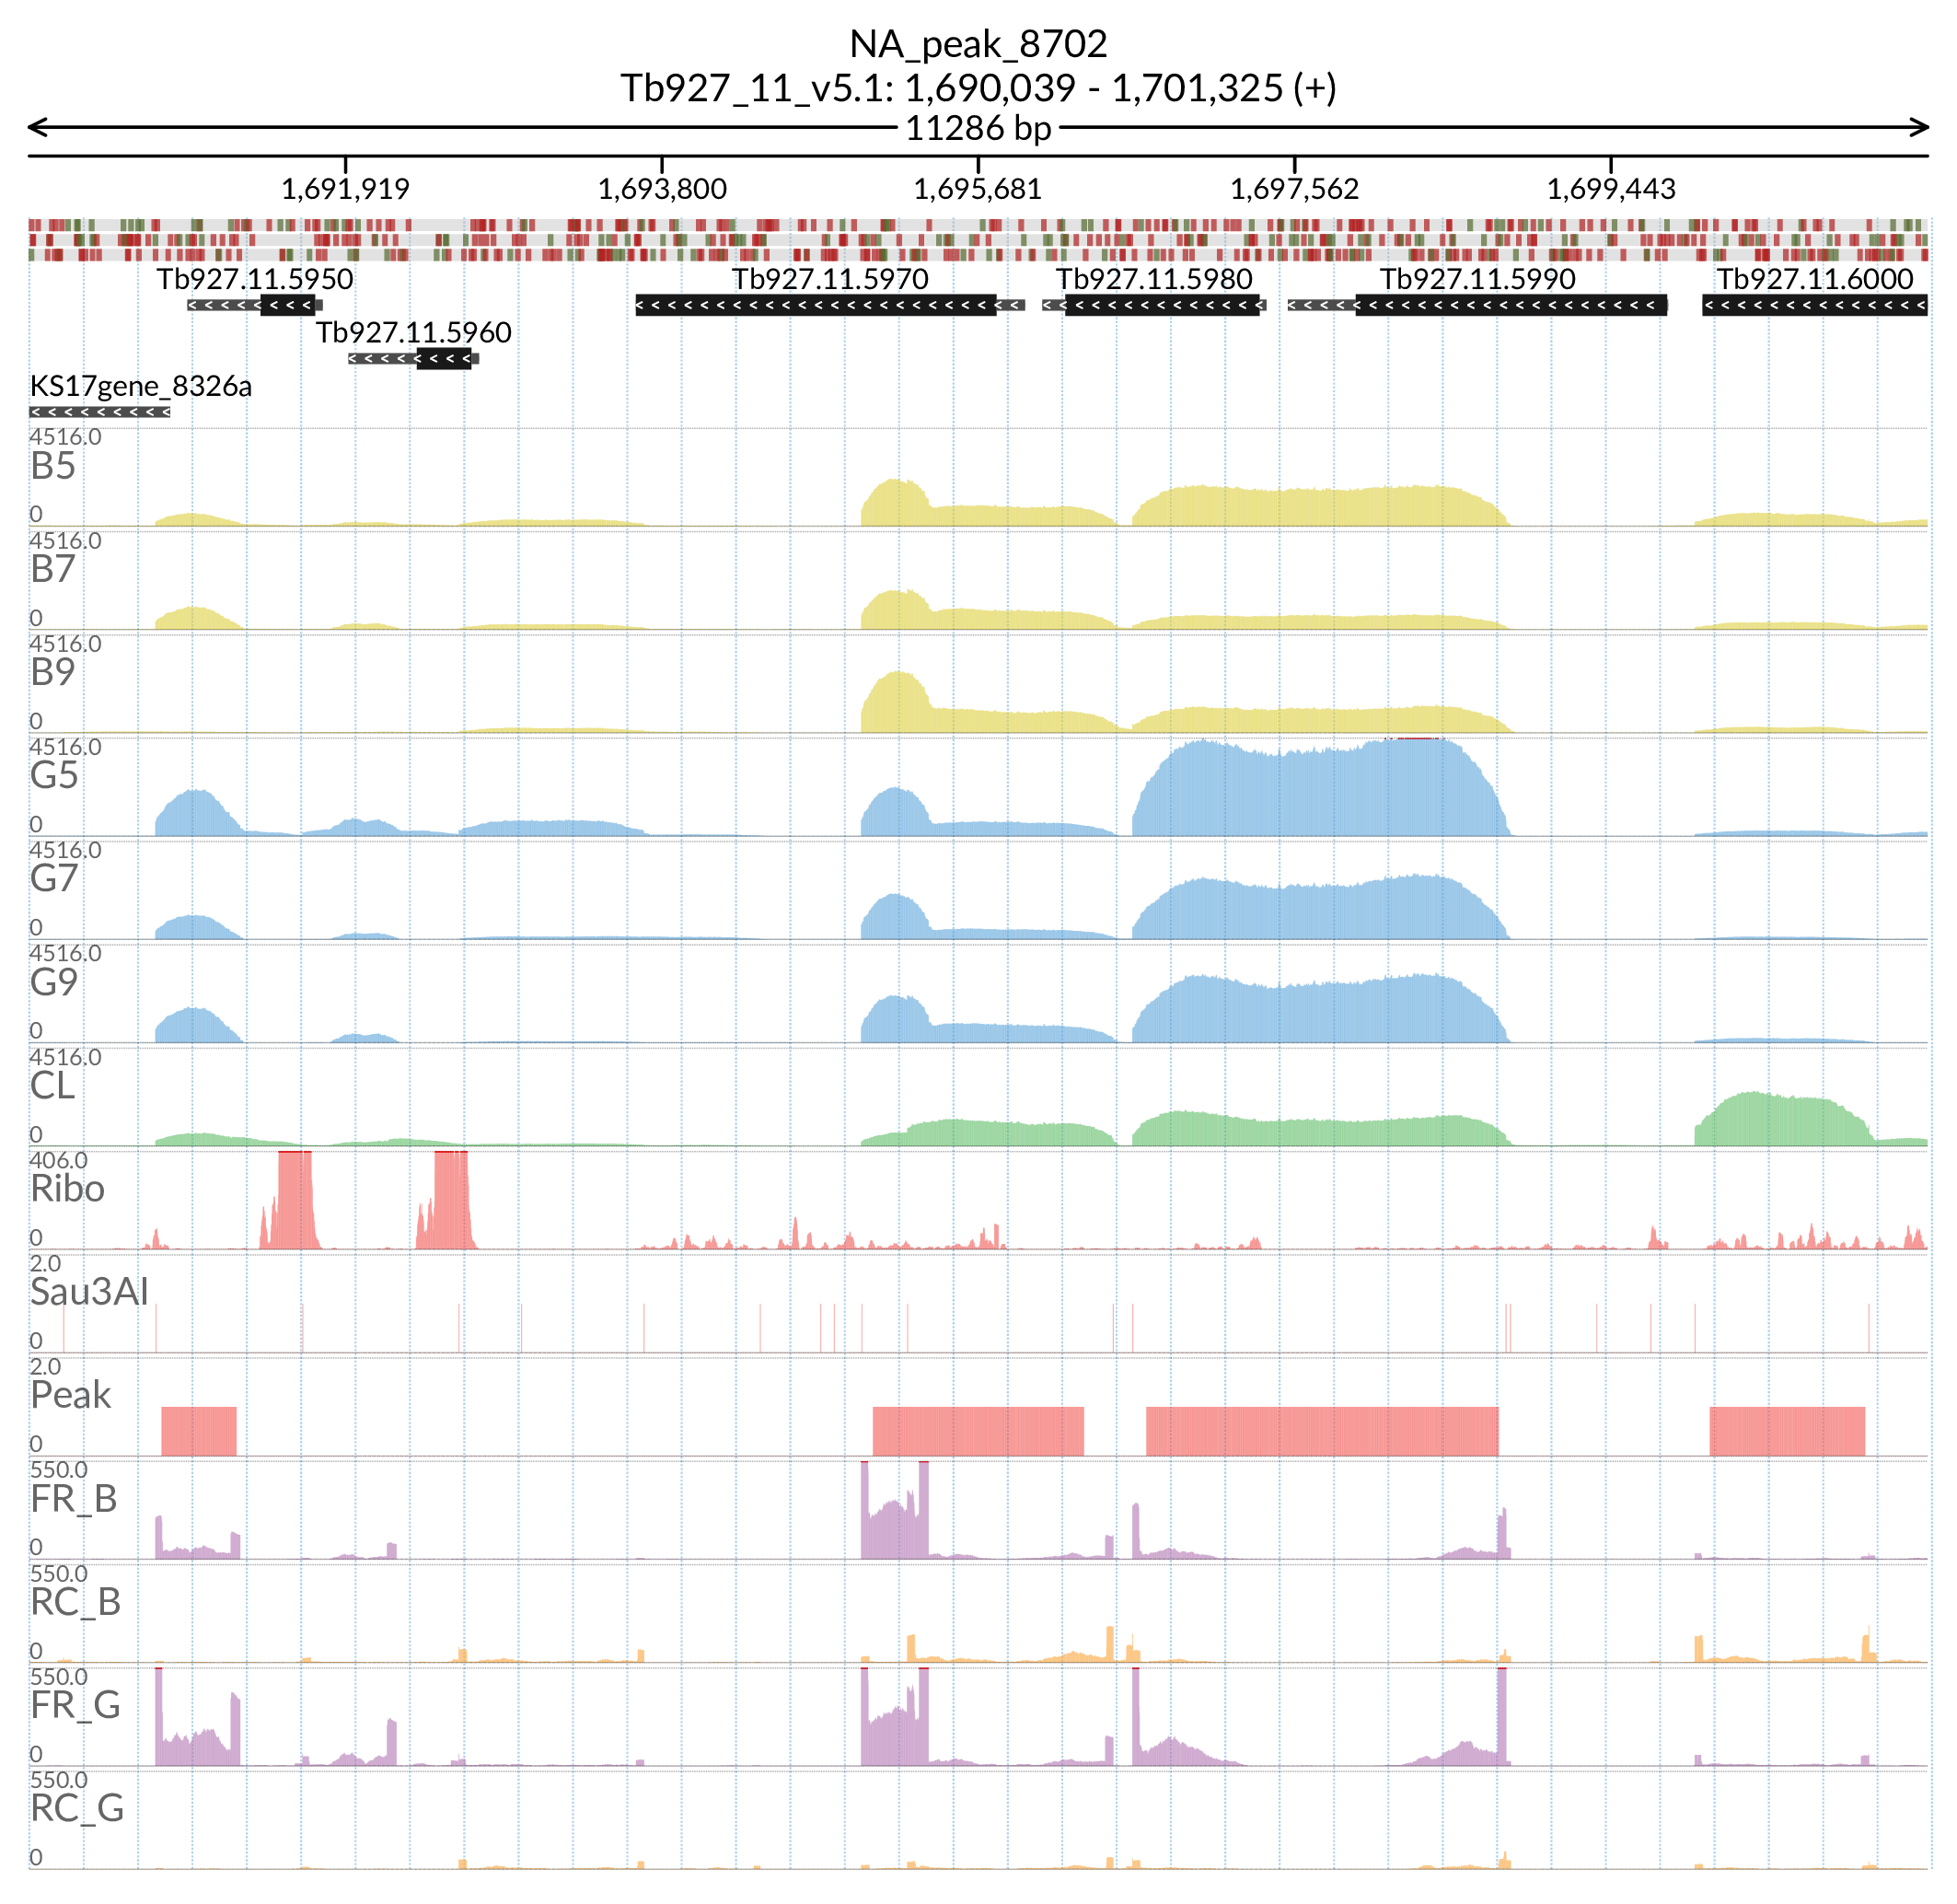 NA_peak_8702
Tb927_11_v5.1: 1,690,039 - 1,701,325 (+)
11286 bp
1,691,919 1,693,800 1,695,681 1,697,562 1,699,443
Tb927.11.5950 Tb927.11.5970 Tb927.11.5980 Tb927.11.5990 Tb927.11.6000
Tb927.11.5960
KS17gene_8326a
4516.0
B5
0
4516.0
B7
0
4516.0
B9
0
4516.0
G5
0
4516.0
G7
0
4516.0
G9
0
4516.0
CL
0
406.0
Ribo
0
2.0
Sau3AI
0
2.0
Peak
0
550.0
FR_B
0
550.0
RC_B
0
550.0
FR_G
0
550.0
RC_G
0